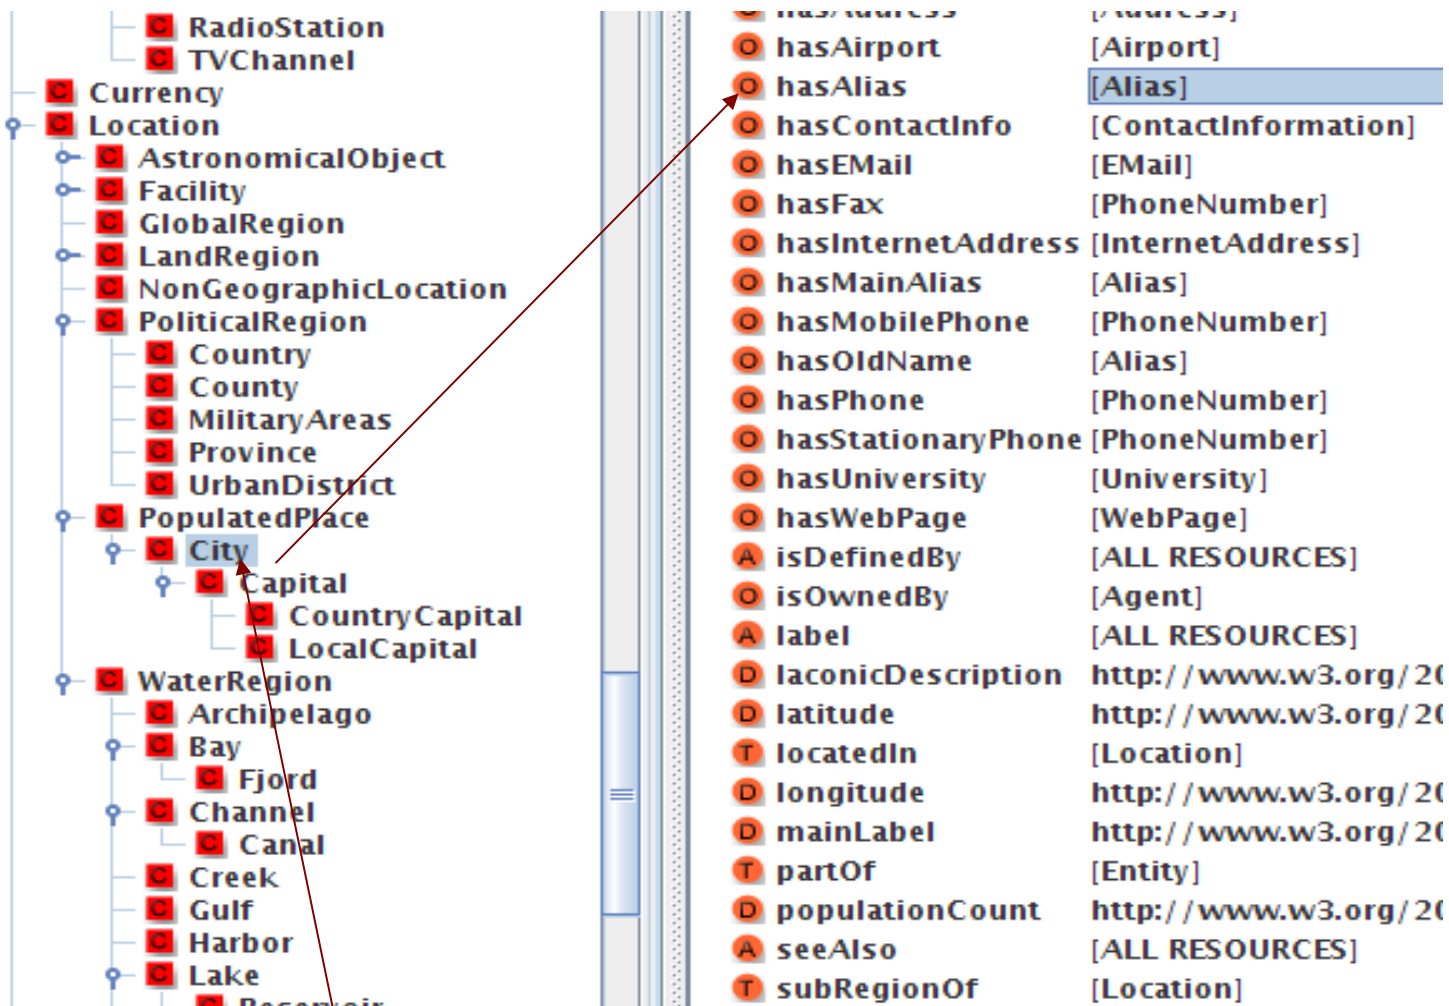 RadioStation
TVChannel
Currency
Location
AstronomicalObject
Facility
GlobalRegion
LandRegion
NonGeographicLocation
PoliticalRegion
Country
County
MilitaryAreas
Province
UrbanDistrict
PopulatedPlace
City
Capital
CountryCapital
LocalCapital
WaterRegion
Archipelago
Bay
Fjord
Channel
Canal
Creek
Gulf
Harbor
Lake
Reservoir
hasAddress [Address]
hasAirport [Airport]
hasAlias [Alias]
hasContactInfo [ContactInformation]
hasEMail [EMail]
hasFax [PhoneNumber]
hasInternetAddress [InternetAddress]
hasMainAlias [Alias]
hasMobilePhone [PhoneNumber]
hasOldName [Alias]
hasPhone [PhoneNumber]
hasStationaryPhone [PhoneNumber]
hasUniversity [University]
hasWebPage [WebPage]
isDefinedBy [ALL RESOURCES]
isOwnedBy [Agent]
label [ALL RESOURCES]
laconicDescription http://www.w3.org/20
latitude http://www.w3.org/20
locatedIn [Location]
longitude http://www.w3.org/20
mainLabel http://www.w3.org/20
partOf [Entity]
populationCount http://www.w3.org/20
seeAlso [ALL RESOURCES]
subRegionOf [Location]